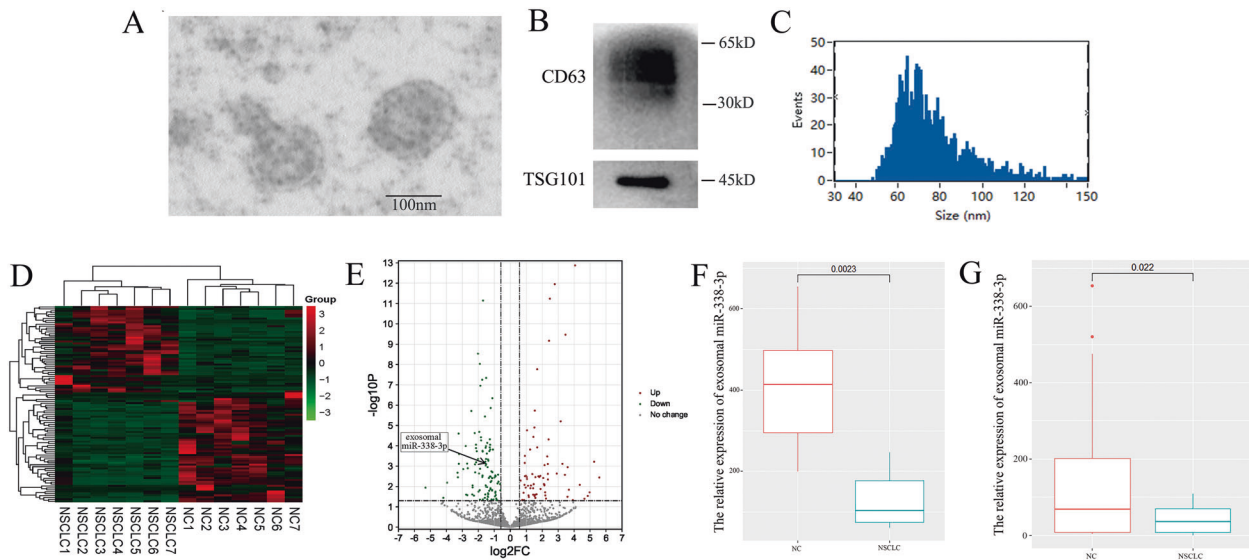 A
100nm
B
CD63
65kD
30kD
TSG101
45kD
C
Events
50
40
30
20
10
0
30 40 60 80 100 120 150
Size (nm)
D
Group
3
2
1
0
-1
-2
-3
NSCLC1 NSCLC2 NSCLC3 NSCLC4 NSCLC5 NSCLC6 NSCLC7 NC1 NC2 NC3 NC4 NC5 NC6 NC7
E
-log10P
13
12
11
10
9
8
7
6
5
4
3
2
1
0
exosomal
miR-338-3p
-7 -6 -5 -4 -3 -2 -1 0 1 2 3 4 5 6 7
log2FC
Up
Down
No change
F
The relative expression of exosomal miR-338-3p
0.0023
600
400
200
NC NSCLC
G
The relative expression of exosomal miR-338-3p
0.022
600
400
200
0
NC NSCLC